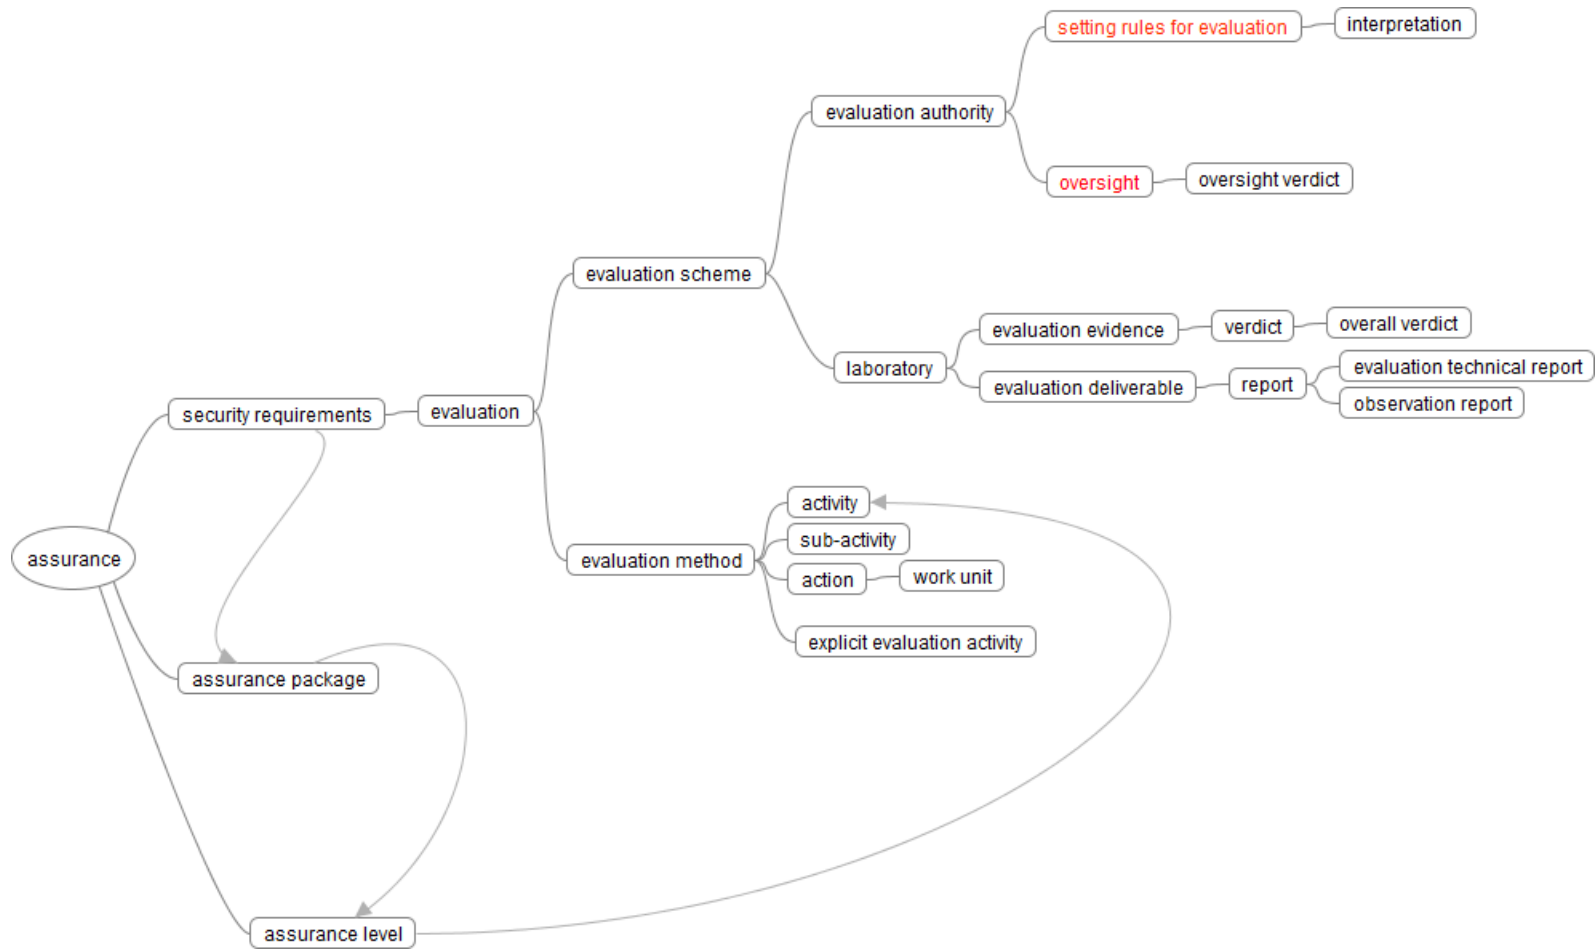 setting rules for evaluation
interpretation
evaluation authority
oversight
oversight verdict
evaluation scheme
evaluation evidence
verdict
overall verdict
laboratory
evaluation deliverable
report
evaluation technical report
observation report
security requirements
evaluation
activity
sub-activity
evaluation method
action
work unit
explicit evaluation activity
assurance
assurance package
assurance level